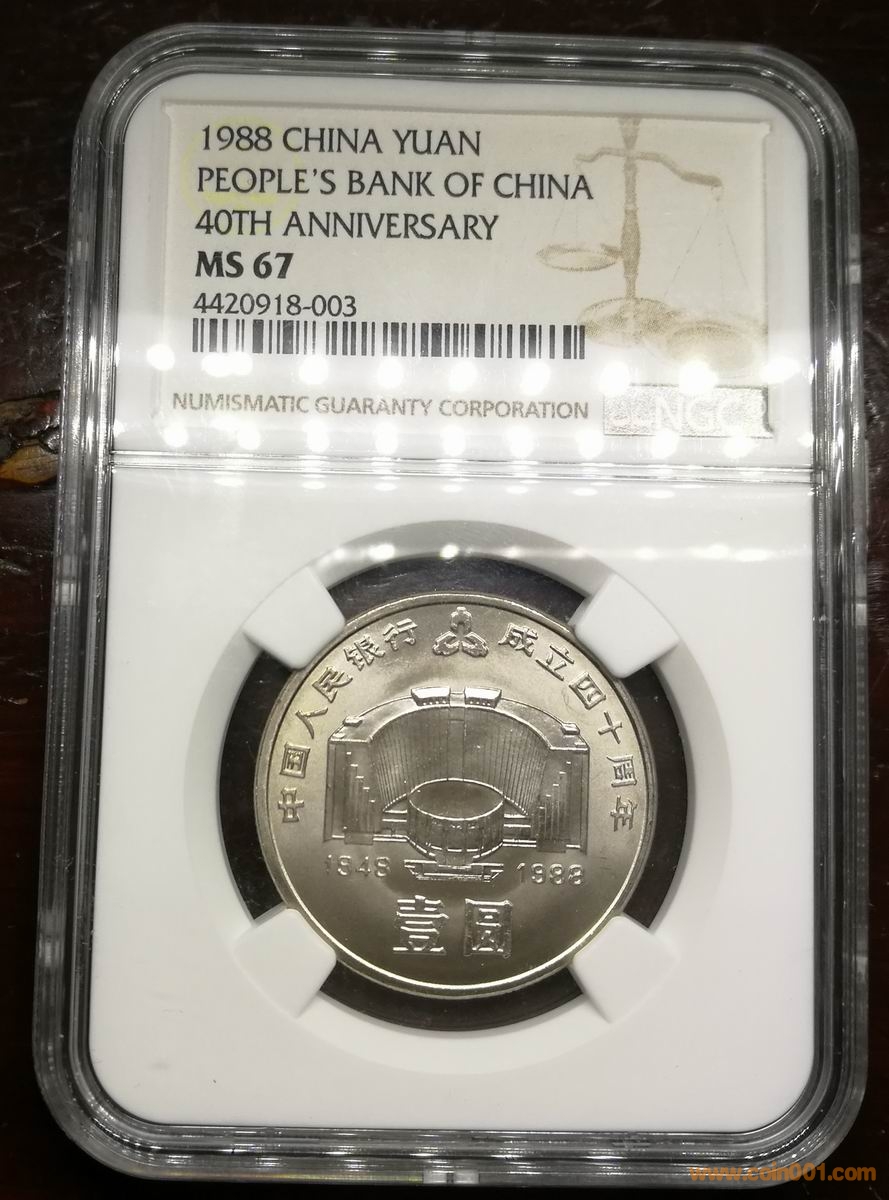 1988 CHINA YUAN
PEOPLE'S BANK OF CHINA
40TH ANNIVERSARY
MS 67
4420918-003
NUMISMATIC GUARANTY CORPORATION
NGC
中国人民银行 成立四十周年
1948 1988
壹圆
www.coin001.com